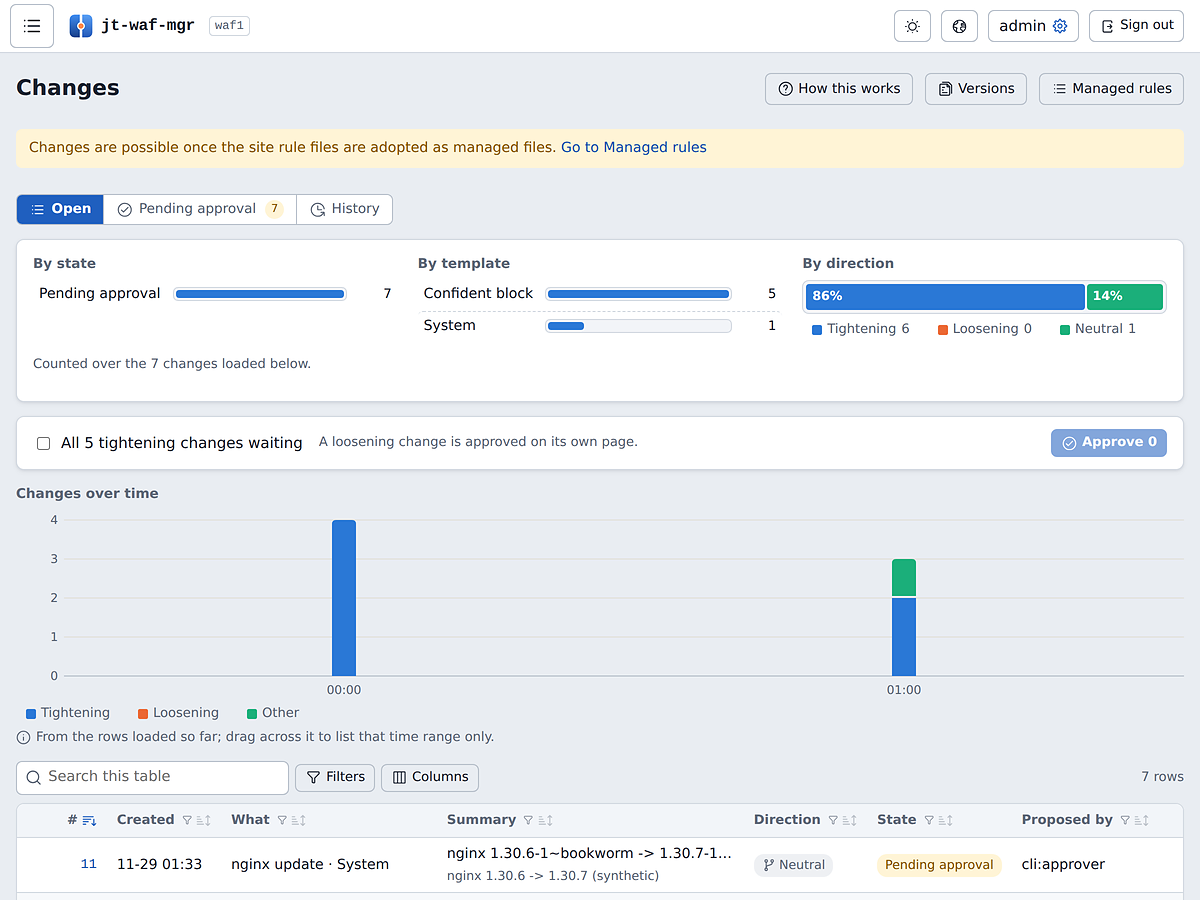 jt-waf-mgr waf1 admin Sign out
Changes How this works Versions Managed rules
Changes are possible once the site rule files are adopted as managed files. Go to Managed rules
Open Pending approval 7 History
By state By template By direction
Pending approval 7 Confident block 5 86% 14%
System 1 Tightening 6 Loosening 0 Neutral 1
Counted over the 7 changes loaded below.
All 5 tightening changes waiting A loosening change is approved on its own page. Approve 0
Changes over time
4
3
2
1
0
00:00 01:00
Tightening Loosening Other
From the rows loaded so far; drag across it to list that time range only.
Search this table Filters Columns 7 rows
# Created What Summary Direction State Proposed by
11 11-29 01:33 nginx update · System nginx 1.30.6-1~bookworm -> 1.30.7-1... Neutral Pending approval cli:approver
nginx 1.30.6 -> 1.30.7 (synthetic)